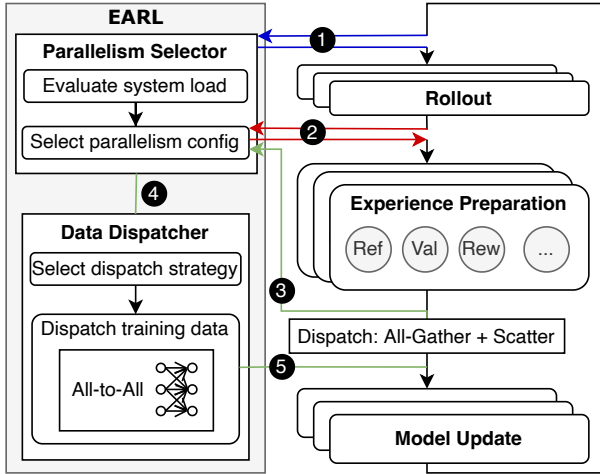 EARL
Parallelism Selector
Evaluate system load
Select parallelism config
1
Rollout
2
4
Experience Preparation
Ref Val Rew ...
Data Dispatcher
Select dispatch strategy
3
Dispatch training data
Dispatch: All-Gather + Scatter
All-to-All
5
Model Update